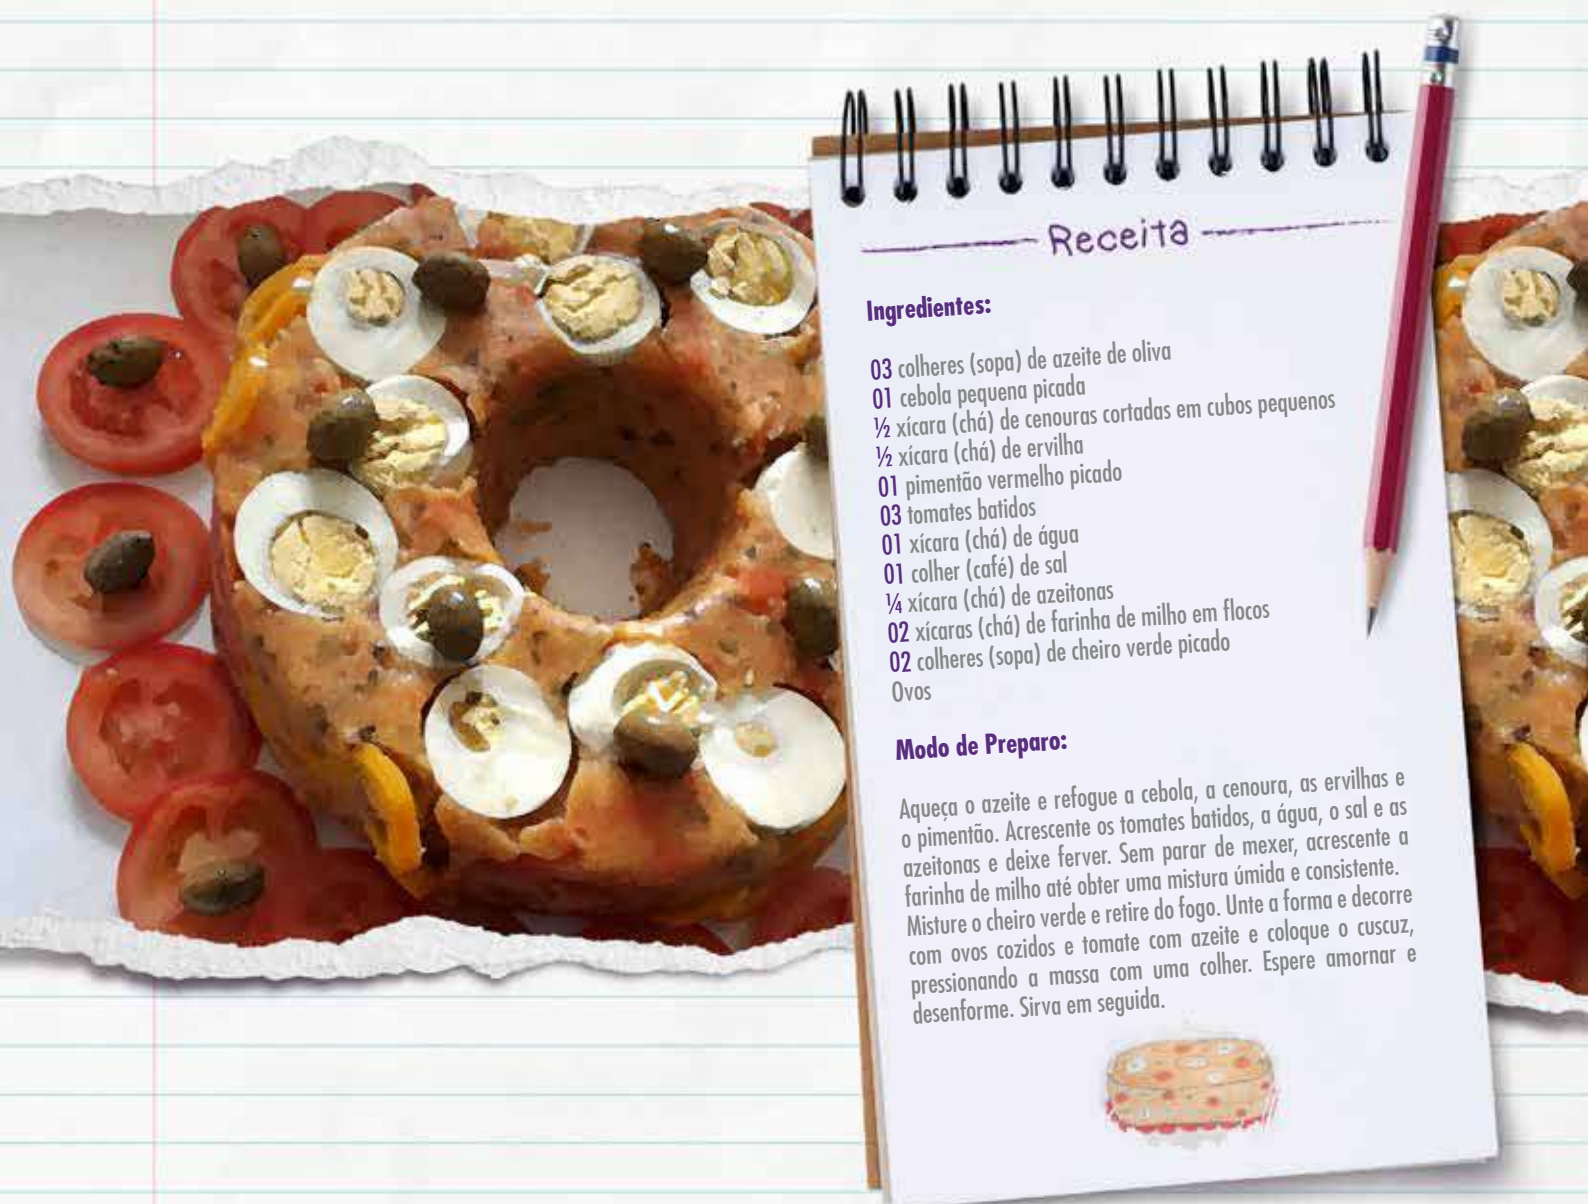 Receita
Ingredientes:
03 colheres (sopa) de azeite de oliva
01 cebola pequena picada
½ xícara (chá) de cenouras cortadas em cubos pequenos
½ xícara (chá) de ervilha
01 pimentão vermelho picado
03 tomates batidos
01 xícara (chá) de água
01 colher (café) de sal
¼ xícara (chá) de azeitonas
02 xícaras (chá) de farinha de milho em flocos
02 colheres (sopa) de cheiro verde picado
Ovos
Modo de Preparo:
Aqueça o azeite e refogue a cebola, a cenoura, as ervilhas e
o pimentão. Acrescente os tomates batidos, a água, o sal e as
azeitonas e deixe ferver. Sem parar de mexer, acrescente a
farinha de milho até obter uma mistura úmida e consistente.
Misture o cheiro verde e retire do fogo. Unte a forma e decorre
com ovos cozidos e tomate com azeite e coloque o cuscuz,
pressionando a massa com uma colher. Espere amornar e
desenforme. Sirva em seguida.